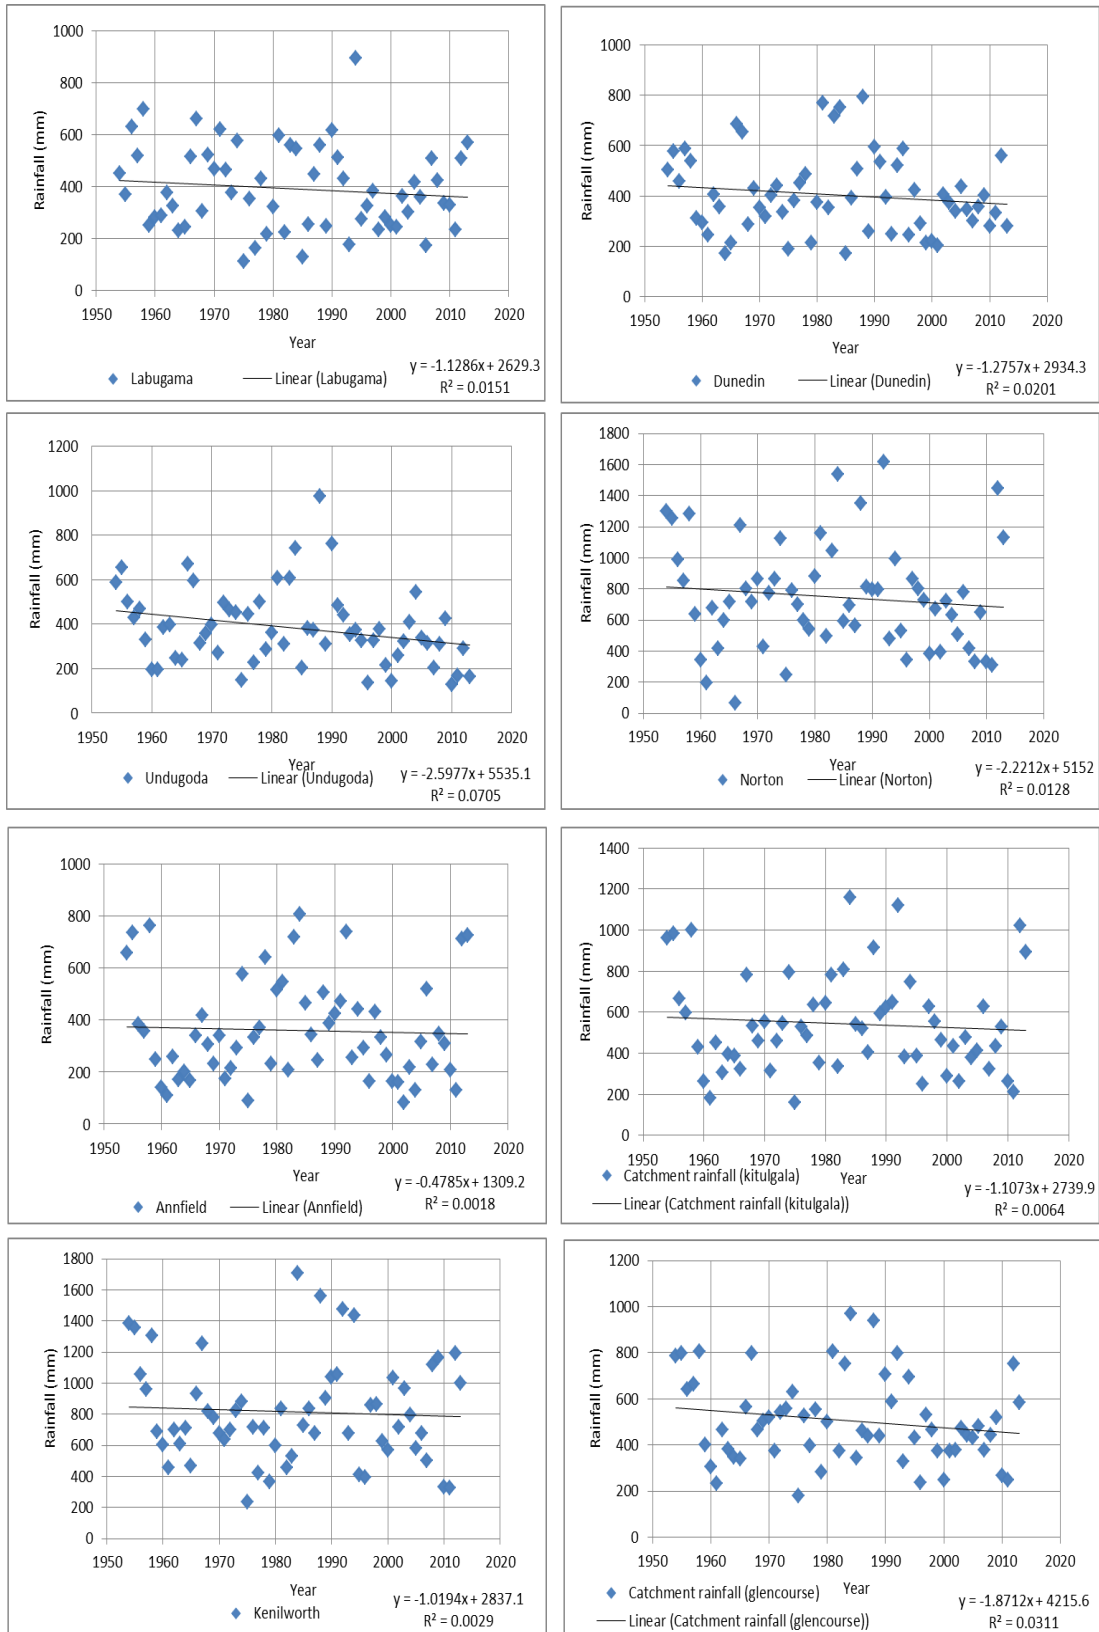 1000
800
600
400
200
0
Rainfall (mm)
1950 1960 1970 1980 1990 2000 2010 2020
Year
Labugama Linear (Labugama)
y = -1.1286x + 2629.3
R² = 0.0151
1000
800
600
400
200
0
Rainfall (mm)
1950 1960 1970 1980 1990 2000 2010 2020
Year
Dunedin Linear (Dunedin)
y = -1.2757x + 2934.3
R² = 0.0201
1200
1000
800
600
400
200
0
Rainfall (mm)
1950 1960 1970 1980 1990 2000 2010 2020
Year
Undugoda Linear (Undugoda)
y = -2.5977x + 5535.1
R² = 0.0705
1800
1600
1400
1200
1000
800
600
400
200
0
Rainfall (mm)
1950 1960 1970 1980 1990 2000 2010 2020
Year
Norton Linear (Norton)
y = -2.2212x + 5152
R² = 0.0128
1000
800
600
400
200
0
Rainfall (mm)
1950 1960 1970 1980 1990 2000 2010 2020
Year
Annfield Linear (Annfield)
y = -0.4785x + 1309.2
R² = 0.0018
1400
1200
1000
800
600
400
200
0
Rainfall (mm)
1950 1960 1970 1980 1990 2000 2010 2020
Year
Catchment rainfall (kitulgala)
Linear (Catchment rainfall (kitulgala))
y = -1.1073x + 2739.9
R² = 0.0064
1800
1600
1400
1200
1000
800
600
400
200
0
Rainfall (mm)
1950 1960 1970 1980 1990 2000 2010 2020
Kenilworth
y = -1.0194x + 2837.1
R² = 0.0029
1200
1000
800
600
400
200
0
Rainfall (mm)
1950 1960 1970 1980 1990 2000 2010 2020
Year
Catchment rainfall (glencourse)
Linear (Catchment rainfall (glencourse))
y = -1.8712x + 4215.6
R² = 0.0311